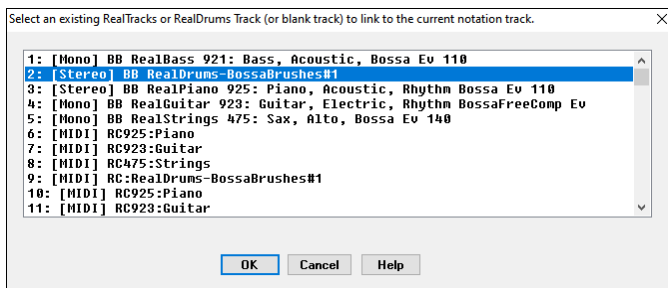 Select an existing RealTracks or RealDrums Track (or blank track) to link to the current notation track.
1: [Mono] BB RealBass 921: Bass, Acoustic, Bossa Ev 110
2: [Stereo] BB RealDrums-BossaBrushes#1
3: [Stereo] BB RealPiano 925: Piano, Acoustic, Rhythm Bossa Ev 110
4: [Mono] BB RealGuitar 923: Guitar, Electric, Rhythm BossaFreeComp Ev
5: [Mono] BB RealStrings 475: Sax, Alto, Bossa Ev 140
6: [MIDI] RC925:Piano
7: [MIDI] RC923:Guitar
8: [MIDI] RC475:Strings
9: [MIDI] RC:RealDrums-BossaBrushes#1
10: [MIDI] RC925:Piano
11: [MIDI] RC923:Guitar
OK Cancel Help